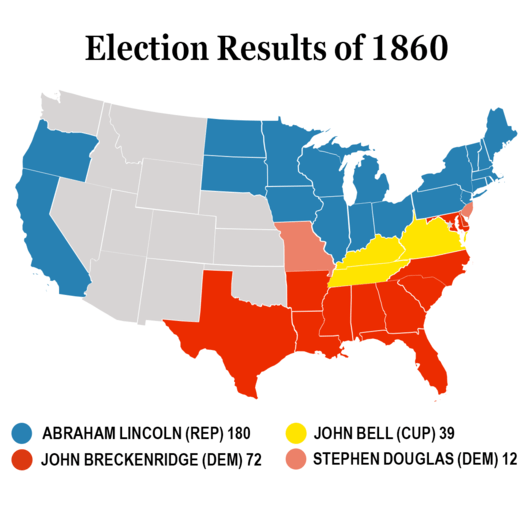 Election Results of 1860
ABRAHAM LINCOLN (REP) 180
JOHN BELL (CUP) 39
JOHN BRECKENRIDGE (DEM) 72
STEPHEN DOUGLAS (DEM) 12